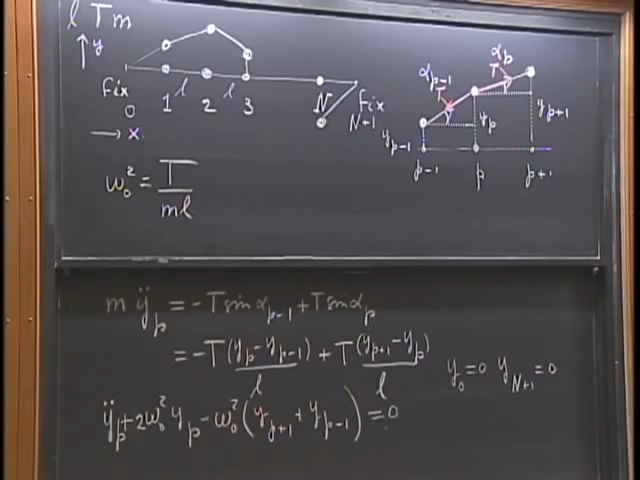 l T m
y
Fix Fix
0 1 l 2 l 3 N N+1
→ x
α_{p-1} T α_p T
y_{p-1} y_p y_{p+1}
p-1 p p+1
ω₀² = T/ml
m ÿ_p = -T sin α_{p-1} + T sin α_p
= -T (y_p - y_{p-1})/l + T (y_{p+1} - y_p)/l
y₀=0 y_{N+1}=0
ÿ_p + 2ω₀² y_p - ω₀² (y_{p+1} + y_{p-1}) = 0